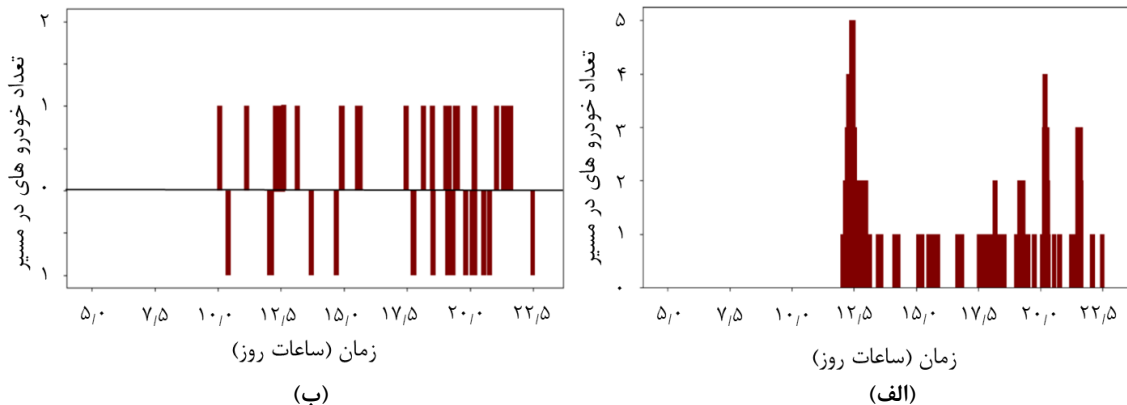 تعداد خودرو های در مسیر
۵
۴
۳
۲
۱
۰
۵٫۰ ۷٫۵ ۱۰٫۰ ۱۲٫۵ ۱۵٫۰ ۱۷٫۵ ۲۰٫۰ ۲۲٫۵
زمان (ساعات روز)
(الف)
تعداد خودرو های در مسیر
۲
۱
۰
۱
۵٫۰ ۷٫۵ ۱۰٫۰ ۱۲٫۵ ۱۵٫۰ ۱۷٫۵ ۲۰٫۰ ۲۲٫۵
زمان (ساعات روز)
(ب)